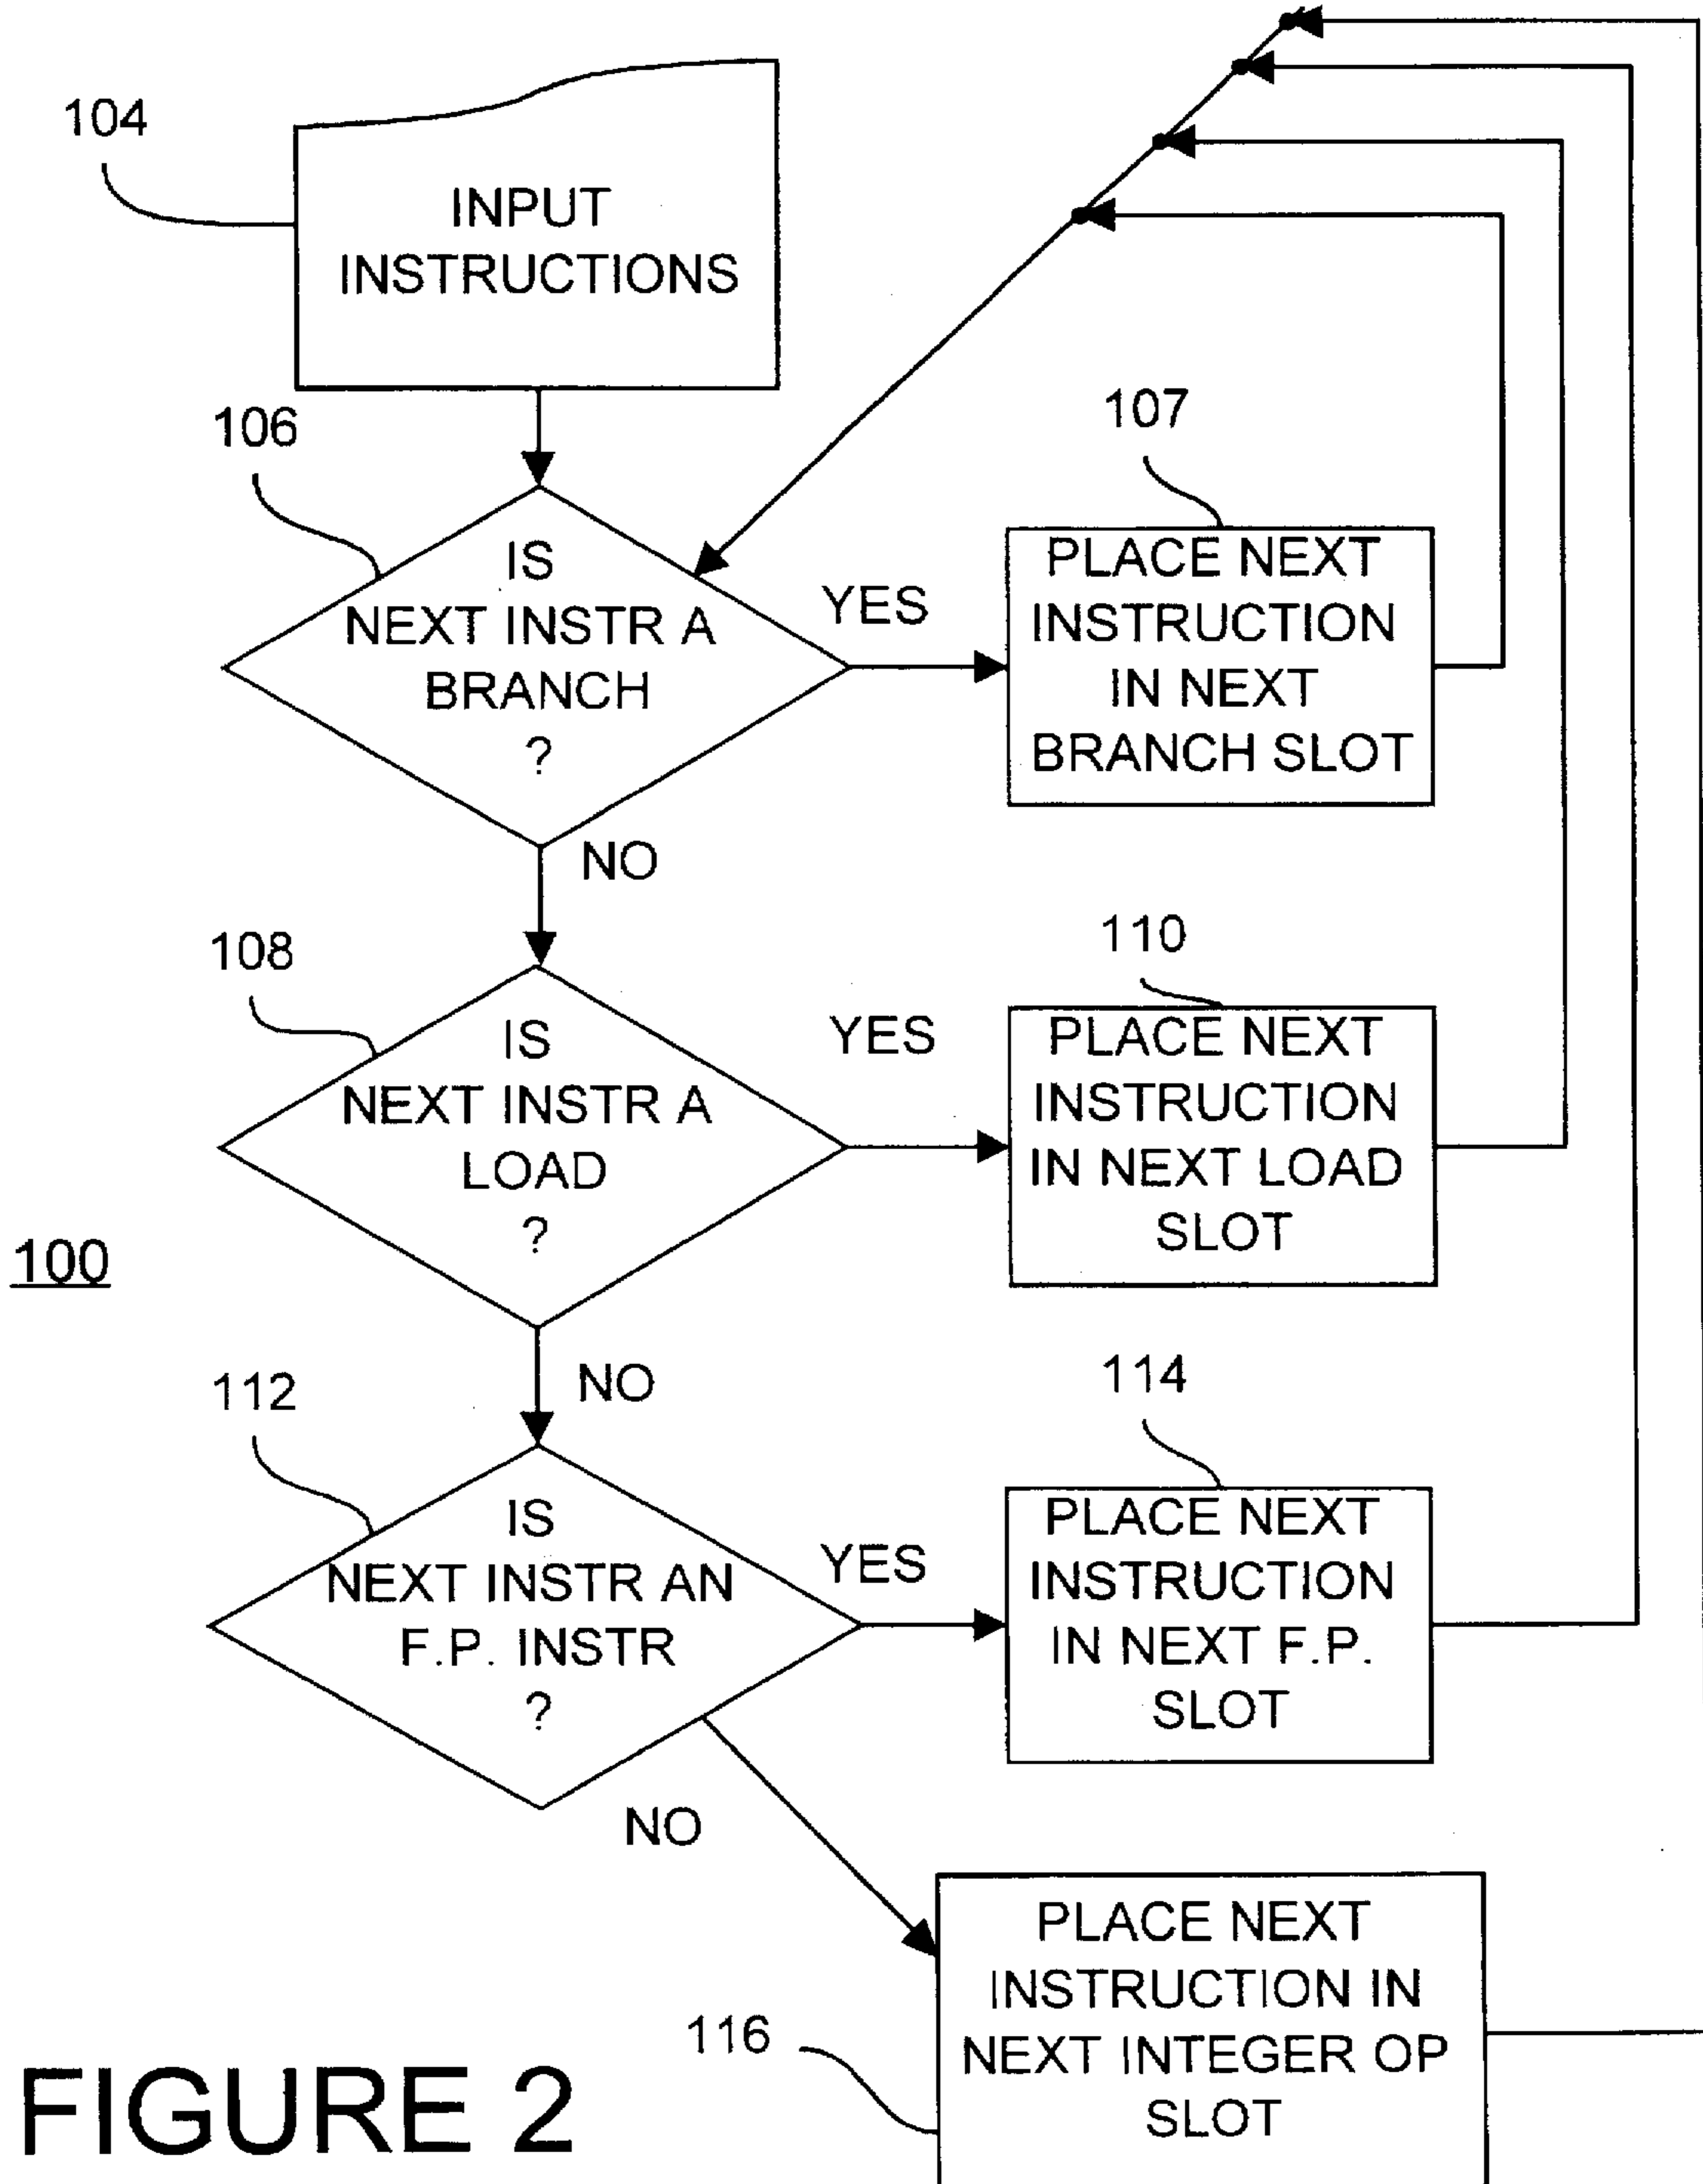 104
INPUT
INSTRUCTIONS
106
IS
NEXT INSTR A
BRANCH
?
YES
107
PLACE NEXT
INSTRUCTION
IN NEXT
BRANCH SLOT
NO
108
IS
NEXT INSTR A
LOAD
?
YES
110
PLACE NEXT
INSTRUCTION
IN NEXT LOAD
SLOT
100
NO
112
IS
NEXT INSTR AN
F.P. INSTR
?
YES
114
PLACE NEXT
INSTRUCTION
IN NEXT F.P.
SLOT
NO
116
PLACE NEXT
INSTRUCTION IN
NEXT INTEGER OP
SLOT
FIGURE 2